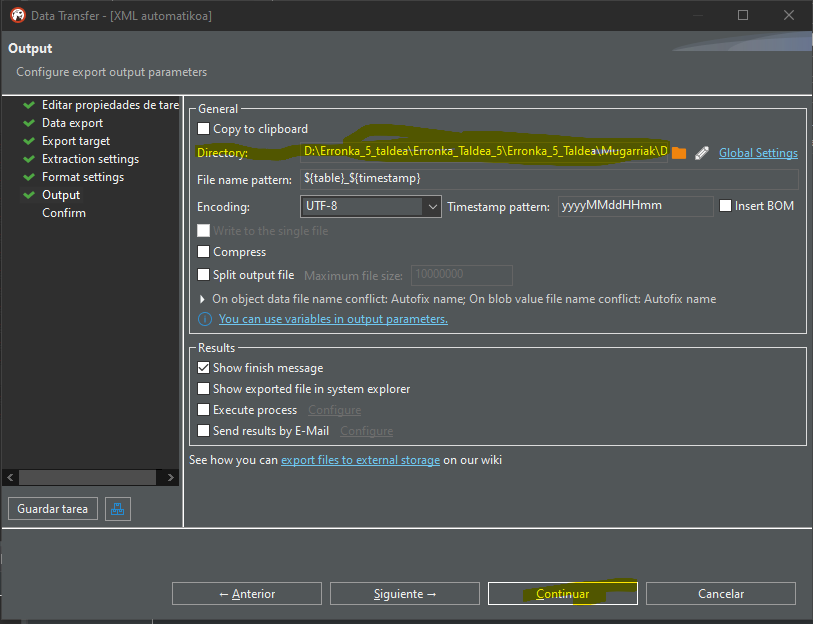 Data Transfer - [XML automatikoa]
Output
Configure export output parameters
Editar propiedades de tare
Data export
Export target
Extraction settings
Format settings
Output
Confirm
Guardar tarea
General
Copy to clipboard
Directory: D:\Erronka_5_taldea\Erronka_Taldea_5\Erronka_5_Taldea\Mugarriak\D Global Settings
File name pattern: ${table}_${timestamp}
Encoding: UTF-8 Timestamp pattern: yyyyMMddHHmm Insert BOM
Write to the single file
Compress
Split output file Maximum file size: 10000000
On object data file name conflict: Autofix name; On blob value file name conflict: Autofix name
You can use variables in output parameters.
Results
Show finish message
Show exported file in system explorer
Execute process Configure
Send results by E-Mail Configure
See how you can export files to external storage on our wiki
← Anterior Siguiente → Continuar Cancelar